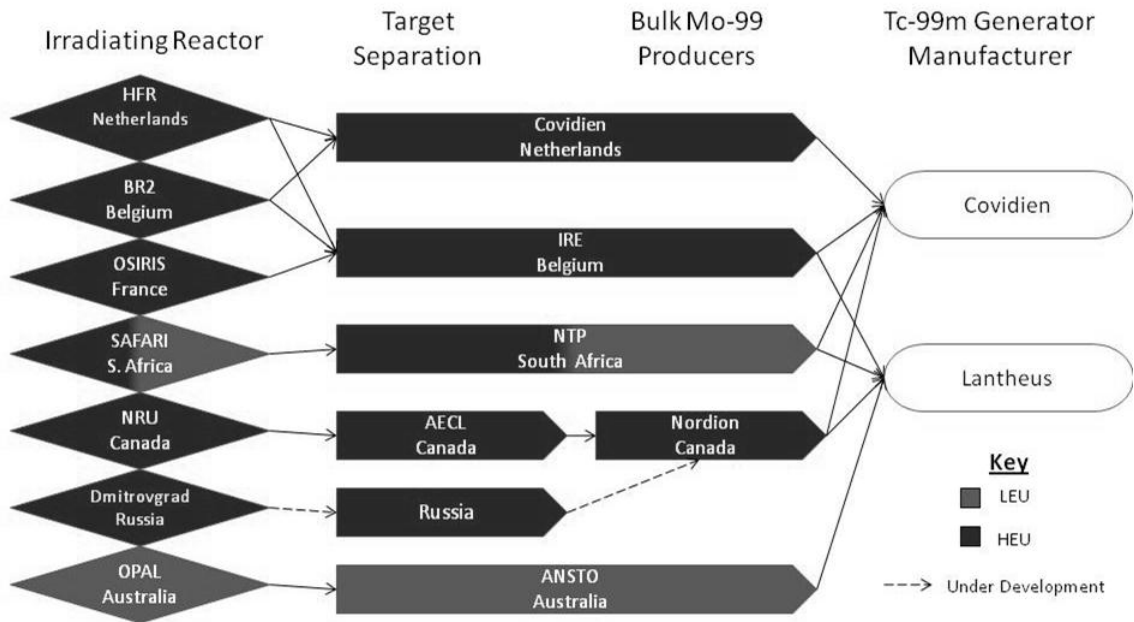 Irradiating Reactor
Target
Separation
Bulk Mo-99
Producers
Tc-99m Generator
Manufacturer
HFR
Netherlands
BR2
Belgium
OSIRIS
France
SAFARI
S. Africa
NRU
Canada
Dmitrovgrad
Russia
OPAL
Australia
Covidien
Netherlands
IRE
Belgium
NTP
South Africa
AECL
Canada
Nordion
Canada
Russia
ANSTO
Australia
Covidien
Lantheus
Key
LEU
HEU
Under Development